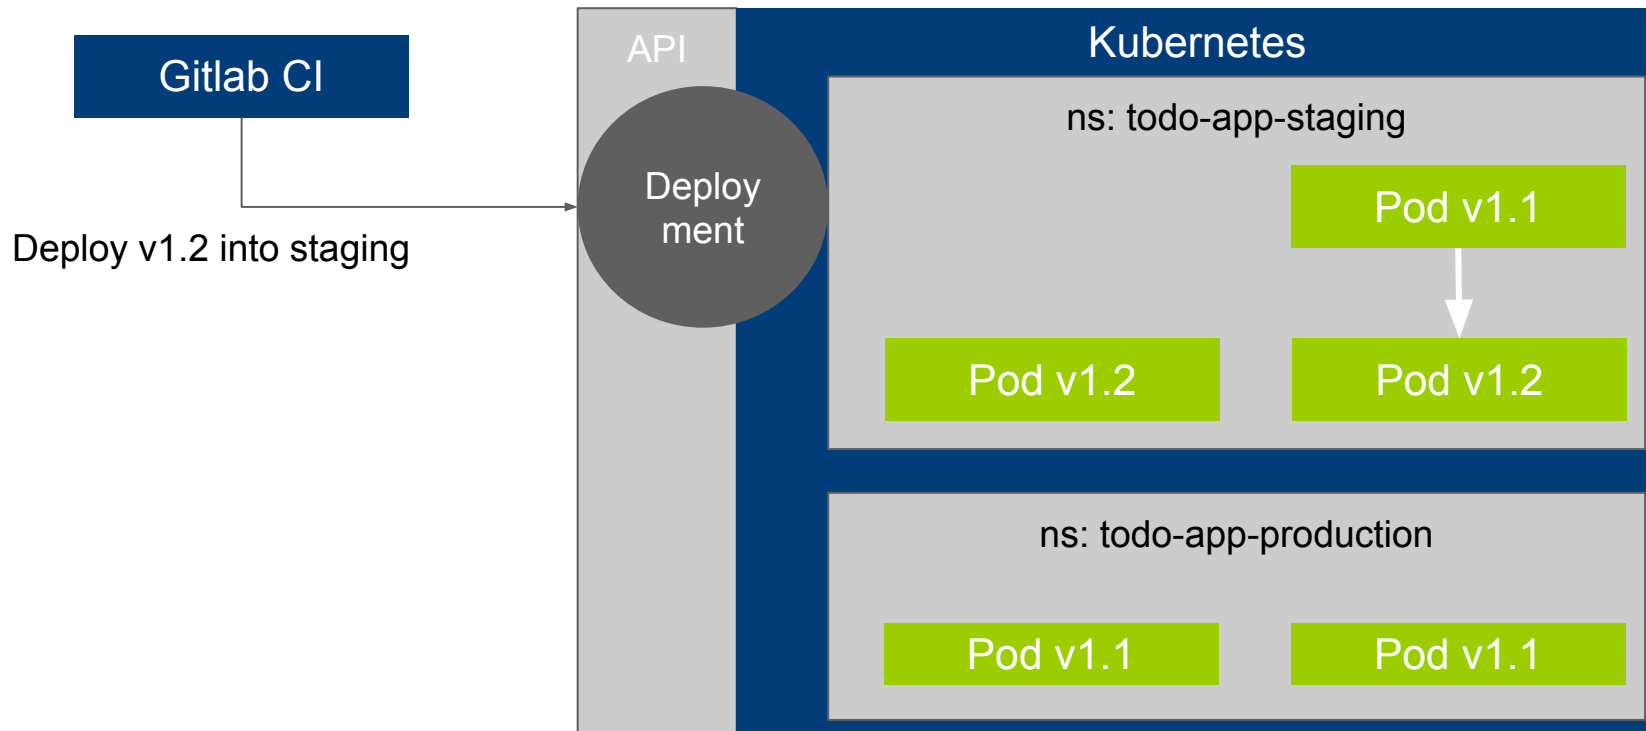 Gitlab CI
Deploy v1.2 into staging
API
Deploy
ment
Kubernetes
ns: todo-app-staging
Pod v1.1
Pod v1.2
Pod v1.2
ns: todo-app-production
Pod v1.1
Pod v1.1